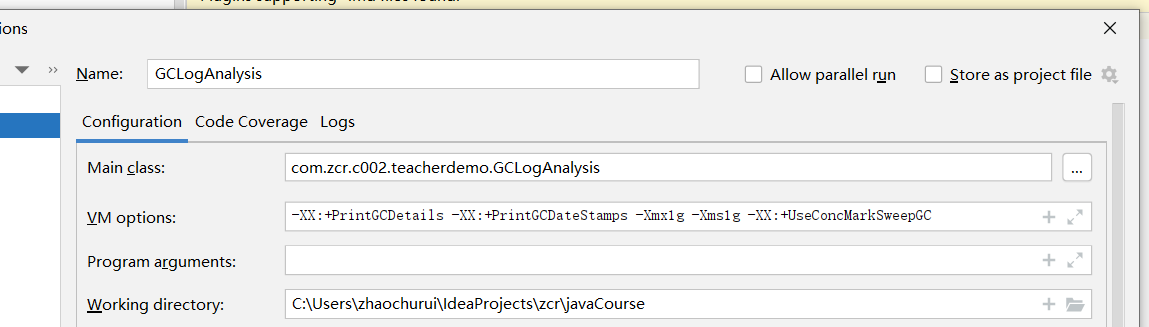 ions
Name: GCLogAnalysis Allow parallel run Store as project file
Configuration Code Coverage Logs
Main class: com.zcr.c002.teacherdemo.GCLogAnalysis ...
VM options: -XX:+PrintGCDetails -XX:+PrintGCDateStamps -Xmx1g -Xms1g -XX:+UseConcMarkSweepGC
Program arguments:
Working directory: C:\Users\zhaochurui\IdeaProjects\zcr\javaCourse